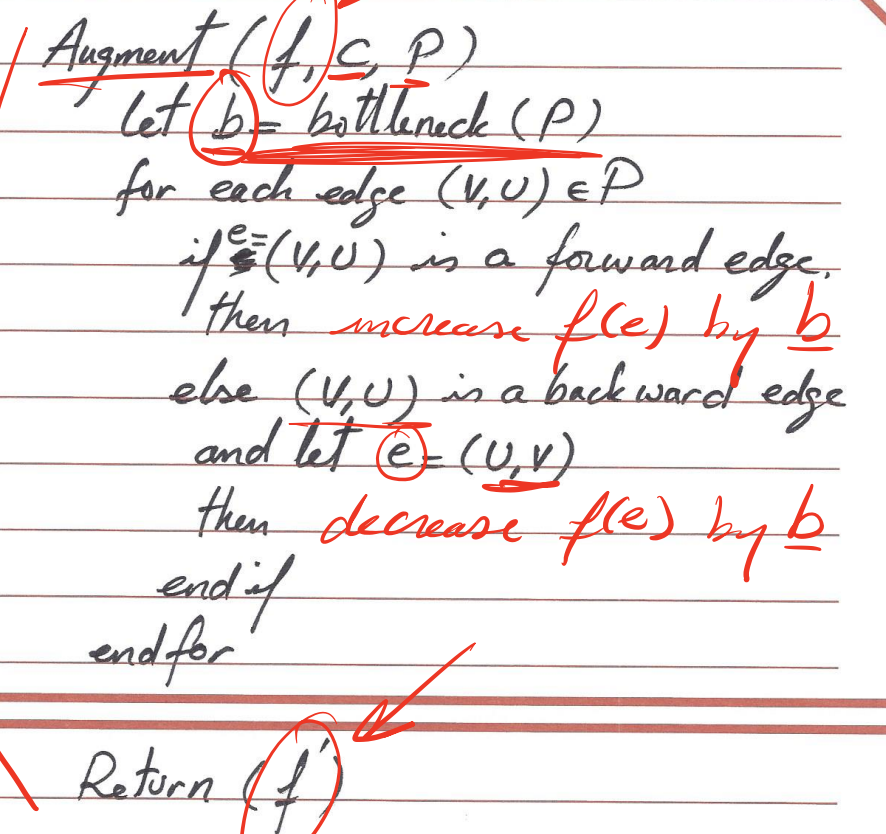 Augment (f, c, P)
Let b = bottleneck (P)
for each edge (V,U) ∈ P
if e = (V,U) is a forward edge.
then increase f(e) by b
else (V,U) is a backward edge
and let e = (U,V)
then decrease f(e) by b
endif
endfor
Return (f')